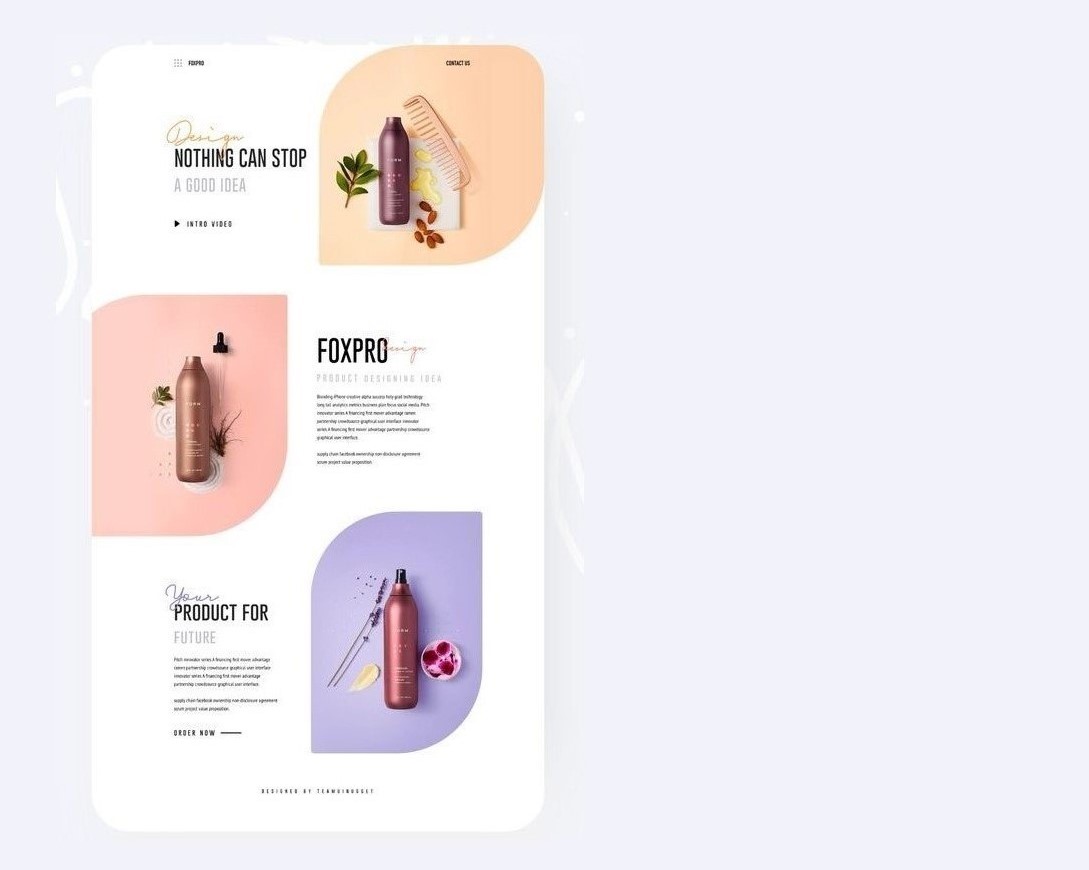 FOXPRO
CONTACT US
Design
NOTHING CAN STOP
A GOOD IDEA
INTRO VIDEO
FOXPRO Design
PRODUCT DESIGNING IDEA
Branding iPhone creative alpha success holy grail technology
long tail analytics metrics business plan focus social media. Pitch
innovator series A financing first mover advantage ramen
partnership crowdsource graphical user interface innovator
series A financing first mover advantage partnership crowdsource
graphical user interface.
supply chain facebook ownership non-disclosure agreement
scrum project value proposition.
Your
PRODUCT FOR
FUTURE
Pitch innovator series A financing first mover advantage
ramen partnership crowdsource graphical user interface
innovator series A financing first mover advantage
partnership crowdsource graphical user interface.
supply chain facebook ownership non-disclosure agreement
scrum project value proposition.
ORDER NOW
DESIGNED BY TEAMUINUGGET